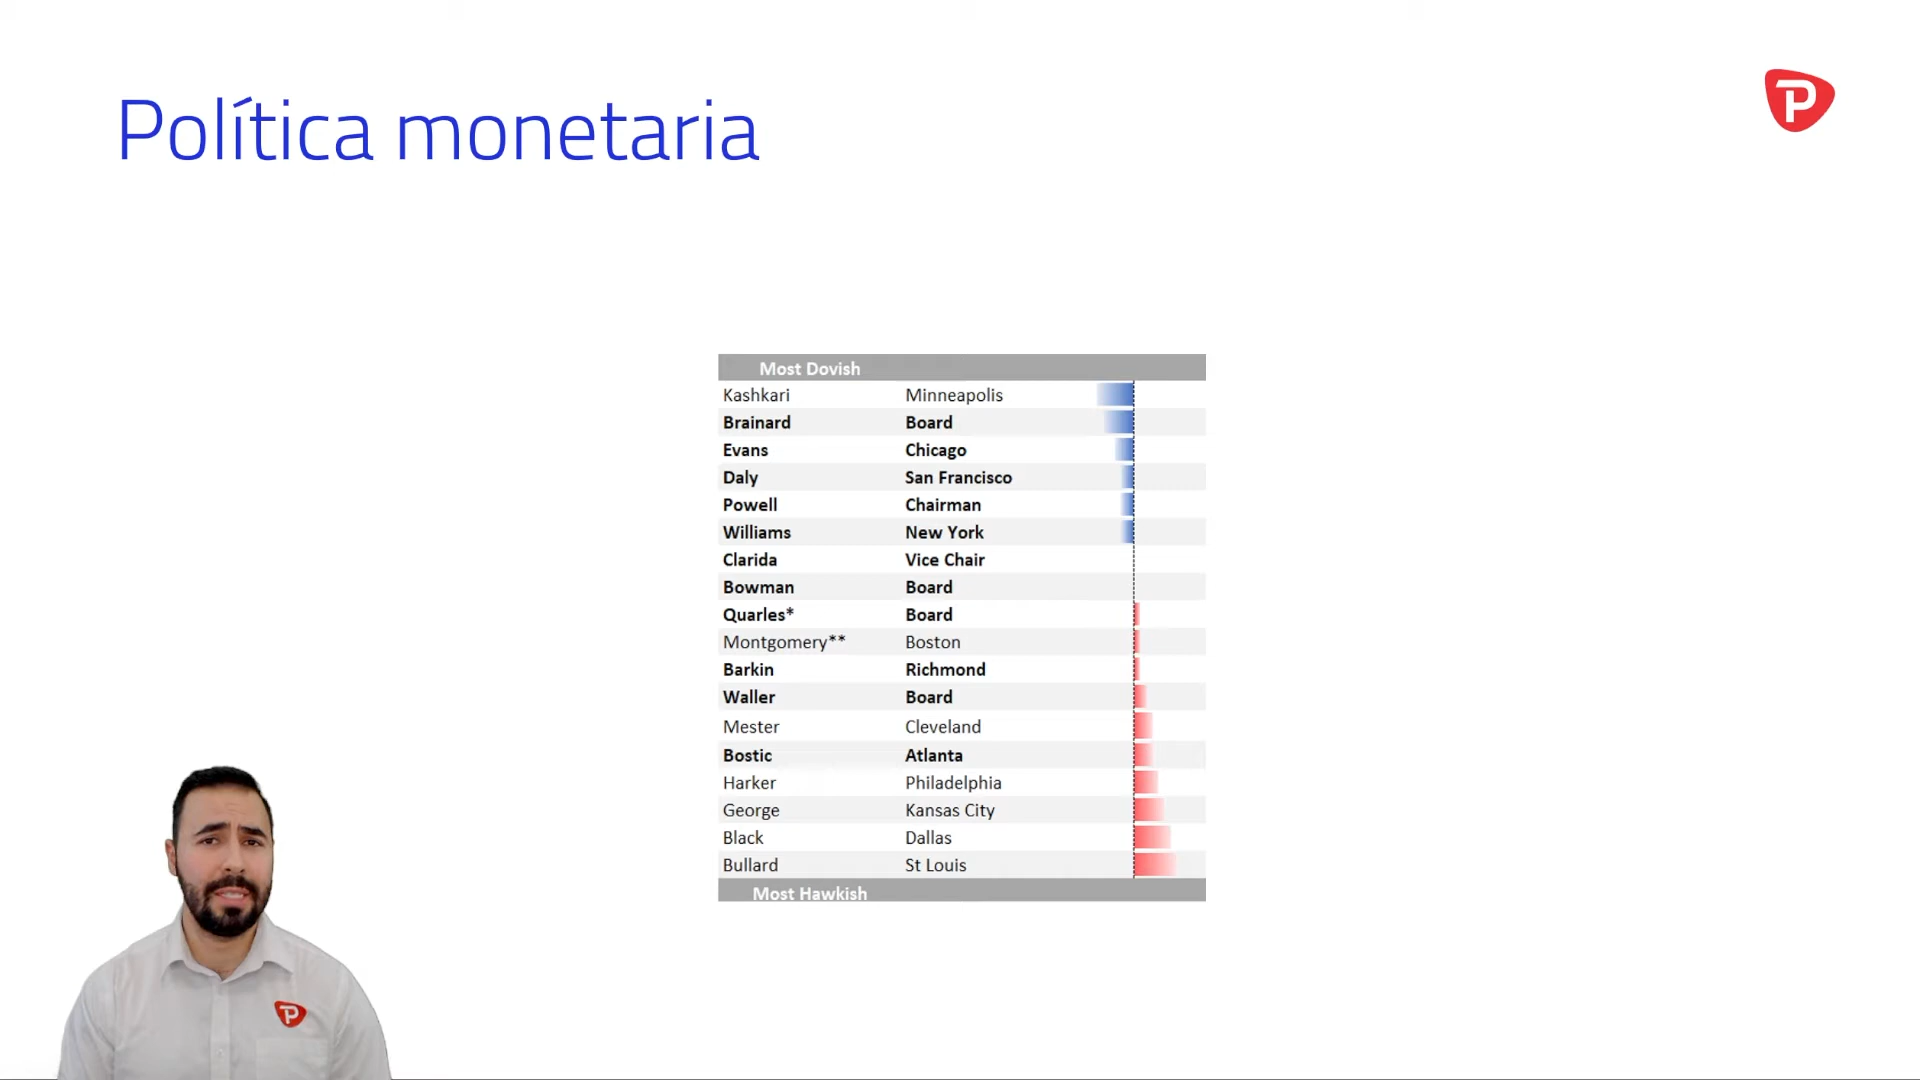 Política monetaria
P
Most Dovish
Kashkari Minneapolis
Brainard Board
Evans Chicago
Daly San Francisco
Powell Chairman
Williams New York
Clarida Vice Chair
Bowman Board
Quarles* Board
Montgomery** Boston
Barkin Richmond
Waller Board
Mester Cleveland
Bostic Atlanta
Harker Philadelphia
George Kansas City
Black Dallas
Bullard St Louis
Most Hawkish
P